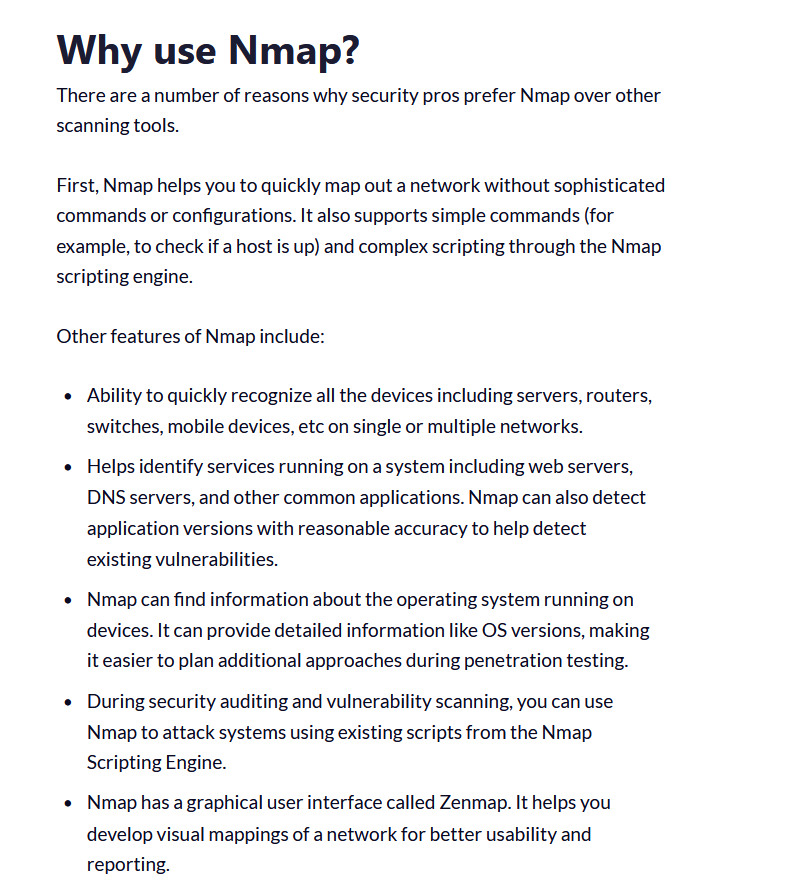 Why use Nmap?
There are a number of reasons why security pros prefer Nmap over other
scanning tools.
First, Nmap helps you to quickly map out a network without sophisticated
commands or configurations. It also supports simple commands (for
example, to check if a host is up) and complex scripting through the Nmap
scripting engine.
Other features of Nmap include:
• Ability to quickly recognize all the devices including servers, routers,
switches, mobile devices, etc on single or multiple networks.
• Helps identify services running on a system including web servers,
DNS servers, and other common applications. Nmap can also detect
application versions with reasonable accuracy to help detect
existing vulnerabilities.
• Nmap can find information about the operating system running on
devices. It can provide detailed information like OS versions, making
it easier to plan additional approaches during penetration testing.
• During security auditing and vulnerability scanning, you can use
Nmap to attack systems using existing scripts from the Nmap
Scripting Engine.
• Nmap has a graphical user interface called Zenmap. It helps you
develop visual mappings of a network for better usability and
reporting.